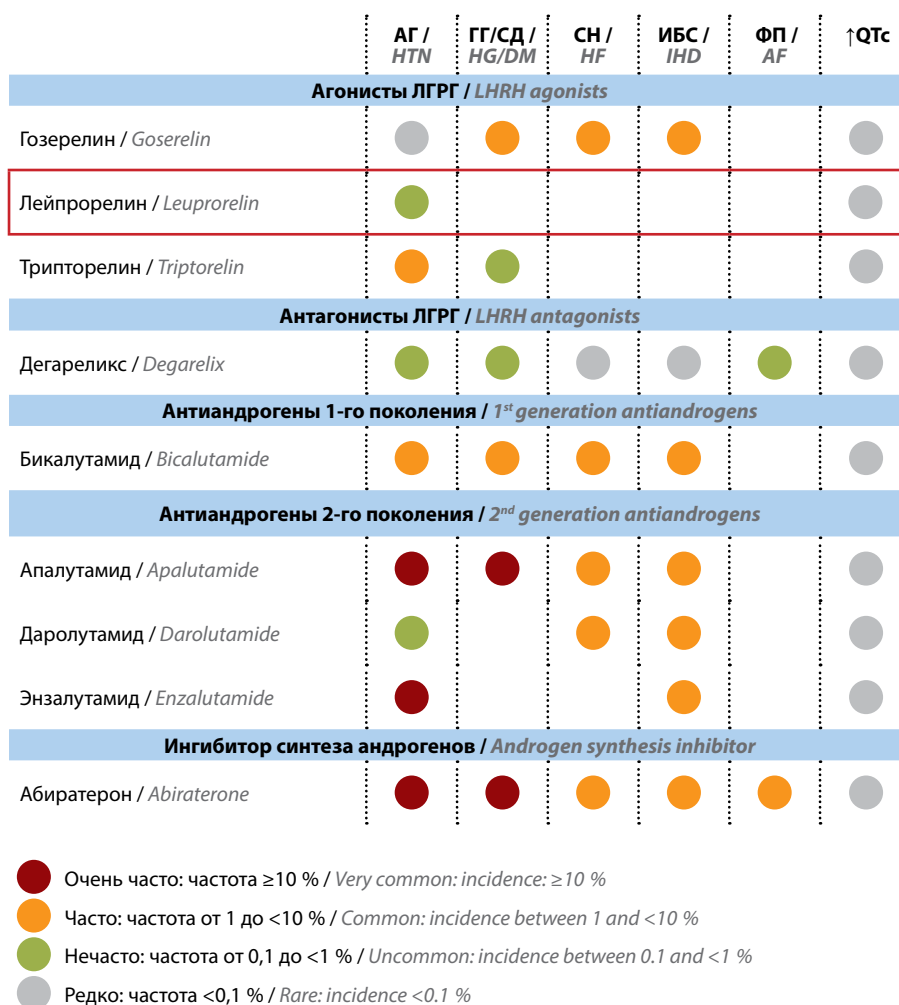 АГ / ГГ/СД / СН / ИБС / ФП / ↑QTc
HTN HG/DM HF IHD AF
Агонисты ЛГРГ / LHRH agonists
Гозерелин / Goserelin
Лейпрорелин / Leuprorelin
Трипторелин / Triptorelin
Антагонисты ЛГРГ / LHRH antagonists
Дегареликс / Degarelix
Антиандрогены 1-го поколения / 1st generation antiandrogens
Бикалутамид / Bicalutamide
Антиандрогены 2-го поколения / 2nd generation antiandrogens
Апалутамид / Apalutamide
Даролутамид / Darolutamide
Энзалутамид / Enzalutamide
Ингибитор синтеза андрогенов / Androgen synthesis inhibitor
Абиратерон / Abiraterone
Очень часто: частота ≥10 % / Very common: incidence: ≥10 %
Часто: частота от 1 до <10 % / Common: incidence between 1 and <10 %
Нечасто: частота от 0,1 до <1 % / Uncommon: incidence between 0.1 and <1 %
Редко: частота <0,1 % / Rare: incidence <0.1 %